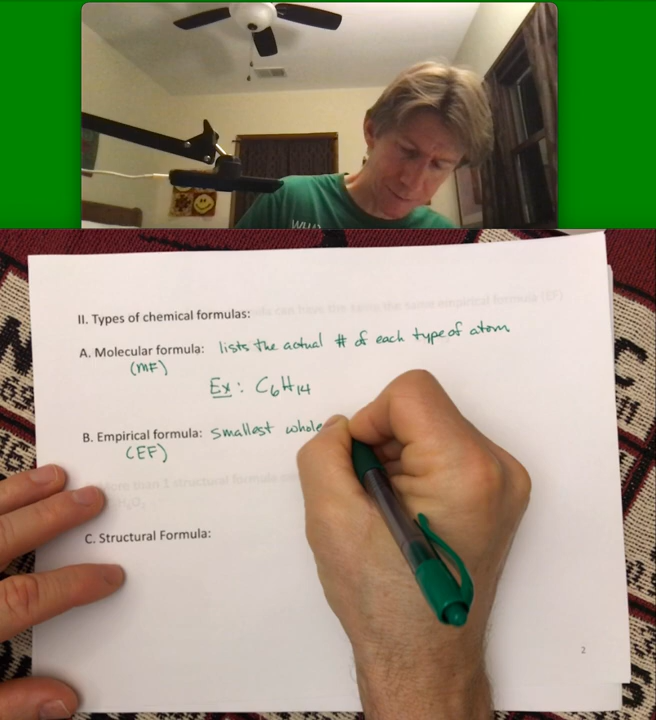 II. Types of chemical formulas:
A. Molecular formula: lists the actual # of each type of atom
(MF)
Ex: C₆H₁₄
B. Empirical formula: smallest whole
(EF)
C. Structural Formula:
2